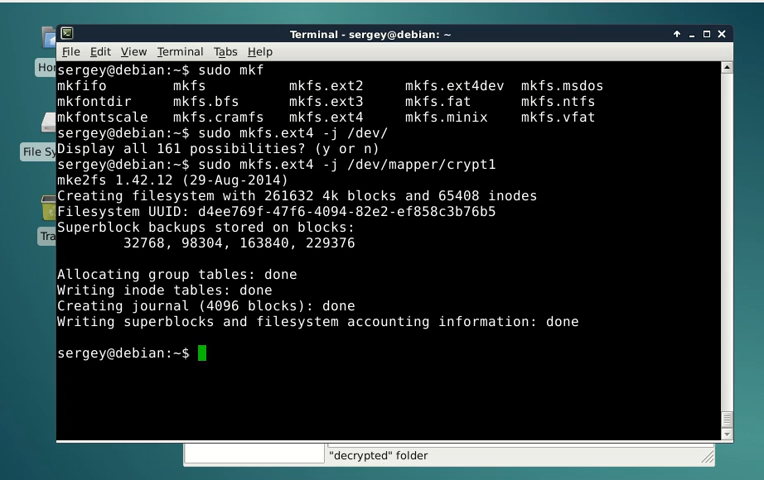 Terminal - sergey@debian: ~
File Edit View Terminal Tabs Help
sergey@debian:~$ sudo mkf
mkfifo mkfs mkfs.ext2 mkfs.ext4dev mkfs.msdos
mkfontdir mkfs.bfs mkfs.ext3 mkfs.fat mkfs.ntfs
mkfontscale mkfs.cramfs mkfs.ext4 mkfs.minix mkfs.vfat
sergey@debian:~$ sudo mkfs.ext4 -j /dev/
Display all 161 possibilities? (y or n)
sergey@debian:~$ sudo mkfs.ext4 -j /dev/mapper/crypt1
mke2fs 1.42.12 (29-Aug-2014)
Creating filesystem with 261632 4k blocks and 65408 inodes
Filesystem UUID: d4ee769f-47f6-4094-82e2-ef858c3b76b5
Superblock backups stored on blocks:
32768, 98304, 163840, 229376
Allocating group tables: done
Writing inode tables: done
Creating journal (4096 blocks): done
Writing superblocks and filesystem accounting information: done
sergey@debian:~$
Hor
File Sy
Tra
"decrypted" folder